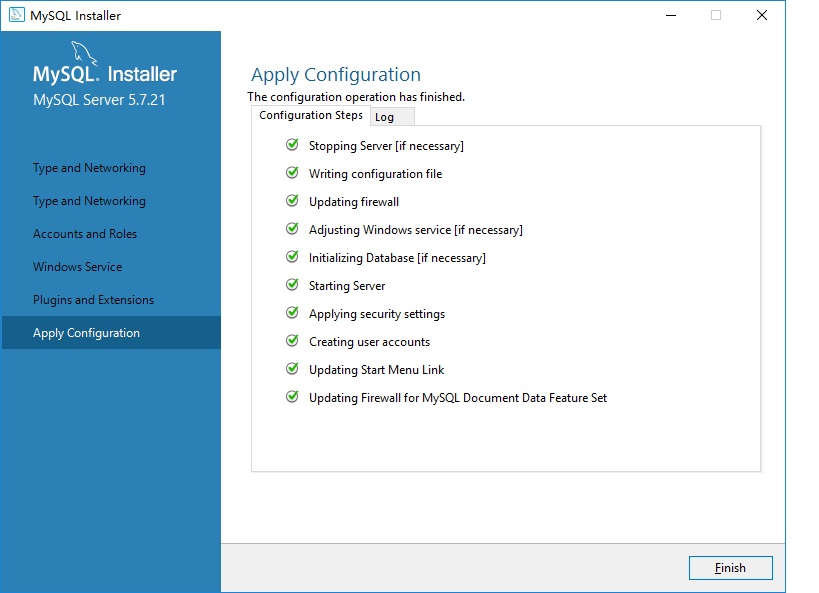 MySQL Installer
MySQL. Installer
MySQL Server 5.7.21
Type and Networking
Type and Networking
Accounts and Roles
Windows Service
Plugins and Extensions
Apply Configuration
Apply Configuration
The configuration operation has finished.
Configuration Steps Log
Stopping Server [if necessary]
Writing configuration file
Updating firewall
Adjusting Windows service [if necessary]
Initializing Database [if necessary]
Starting Server
Applying security settings
Creating user accounts
Updating Start Menu Link
Updating Firewall for MySQL Document Data Feature Set
Finish